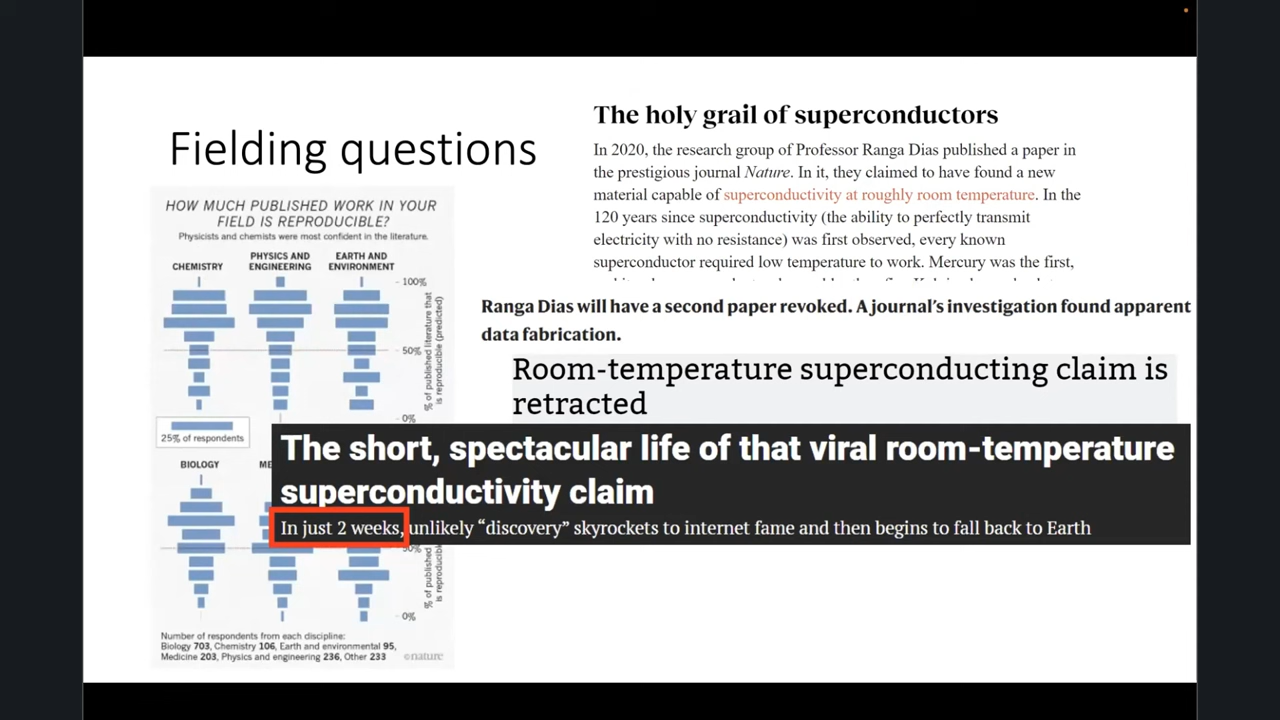 Fielding questions
HOW MUCH PUBLISHED WORK IN YOUR
FIELD IS REPRODUCIBLE?
Physicists and chemists were most confident in the literature.
CHEMISTRY
PHYSICS AND
ENGINEERING
EARTH AND
ENVIRONMENT
100%
50%
0%
% of published literature that
is reproducible (predicted)
25% of respondents
BIOLOGY
50%
0%
% of published
is reproducible
Number of respondents from each discipline:
Biology 703, Chemistry 106, Earth and environmental 95,
Medicine 203, Physics and engineering 236, Other 233
©nature
The holy grail of superconductors
In 2020, the research group of Professor Ranga Dias published a paper in
the prestigious journal Nature. In it, they claimed to have found a new
material capable of superconductivity at roughly room temperature. In the
120 years since superconductivity (the ability to perfectly transmit
electricity with no resistance) was first observed, every known
superconductor required low temperature to work. Mercury was the first,
Ranga Dias will have a second paper revoked. A journal's investigation found apparent
data fabrication.
Room-temperature superconducting claim is
retracted
The short, spectacular life of that viral room-temperature
superconductivity claim
In just 2 weeks, unlikely “discovery” skyrockets to internet fame and then begins to fall back to Earth